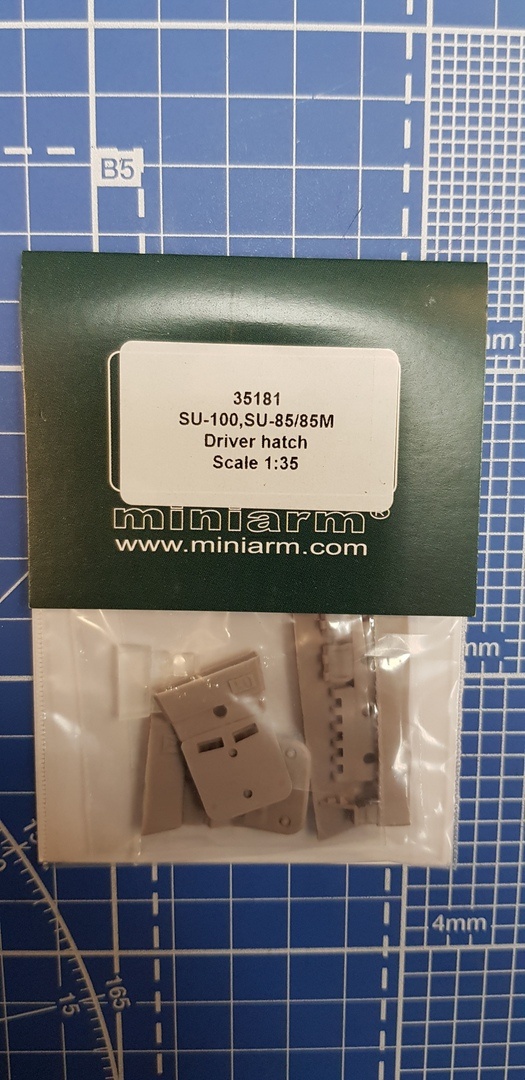 B5
mm
35181
SU-100,SU-85/85M
Driver hatch
Scale 1:35
miniarm®
www.miniarm.com
mm
4mm
165
15